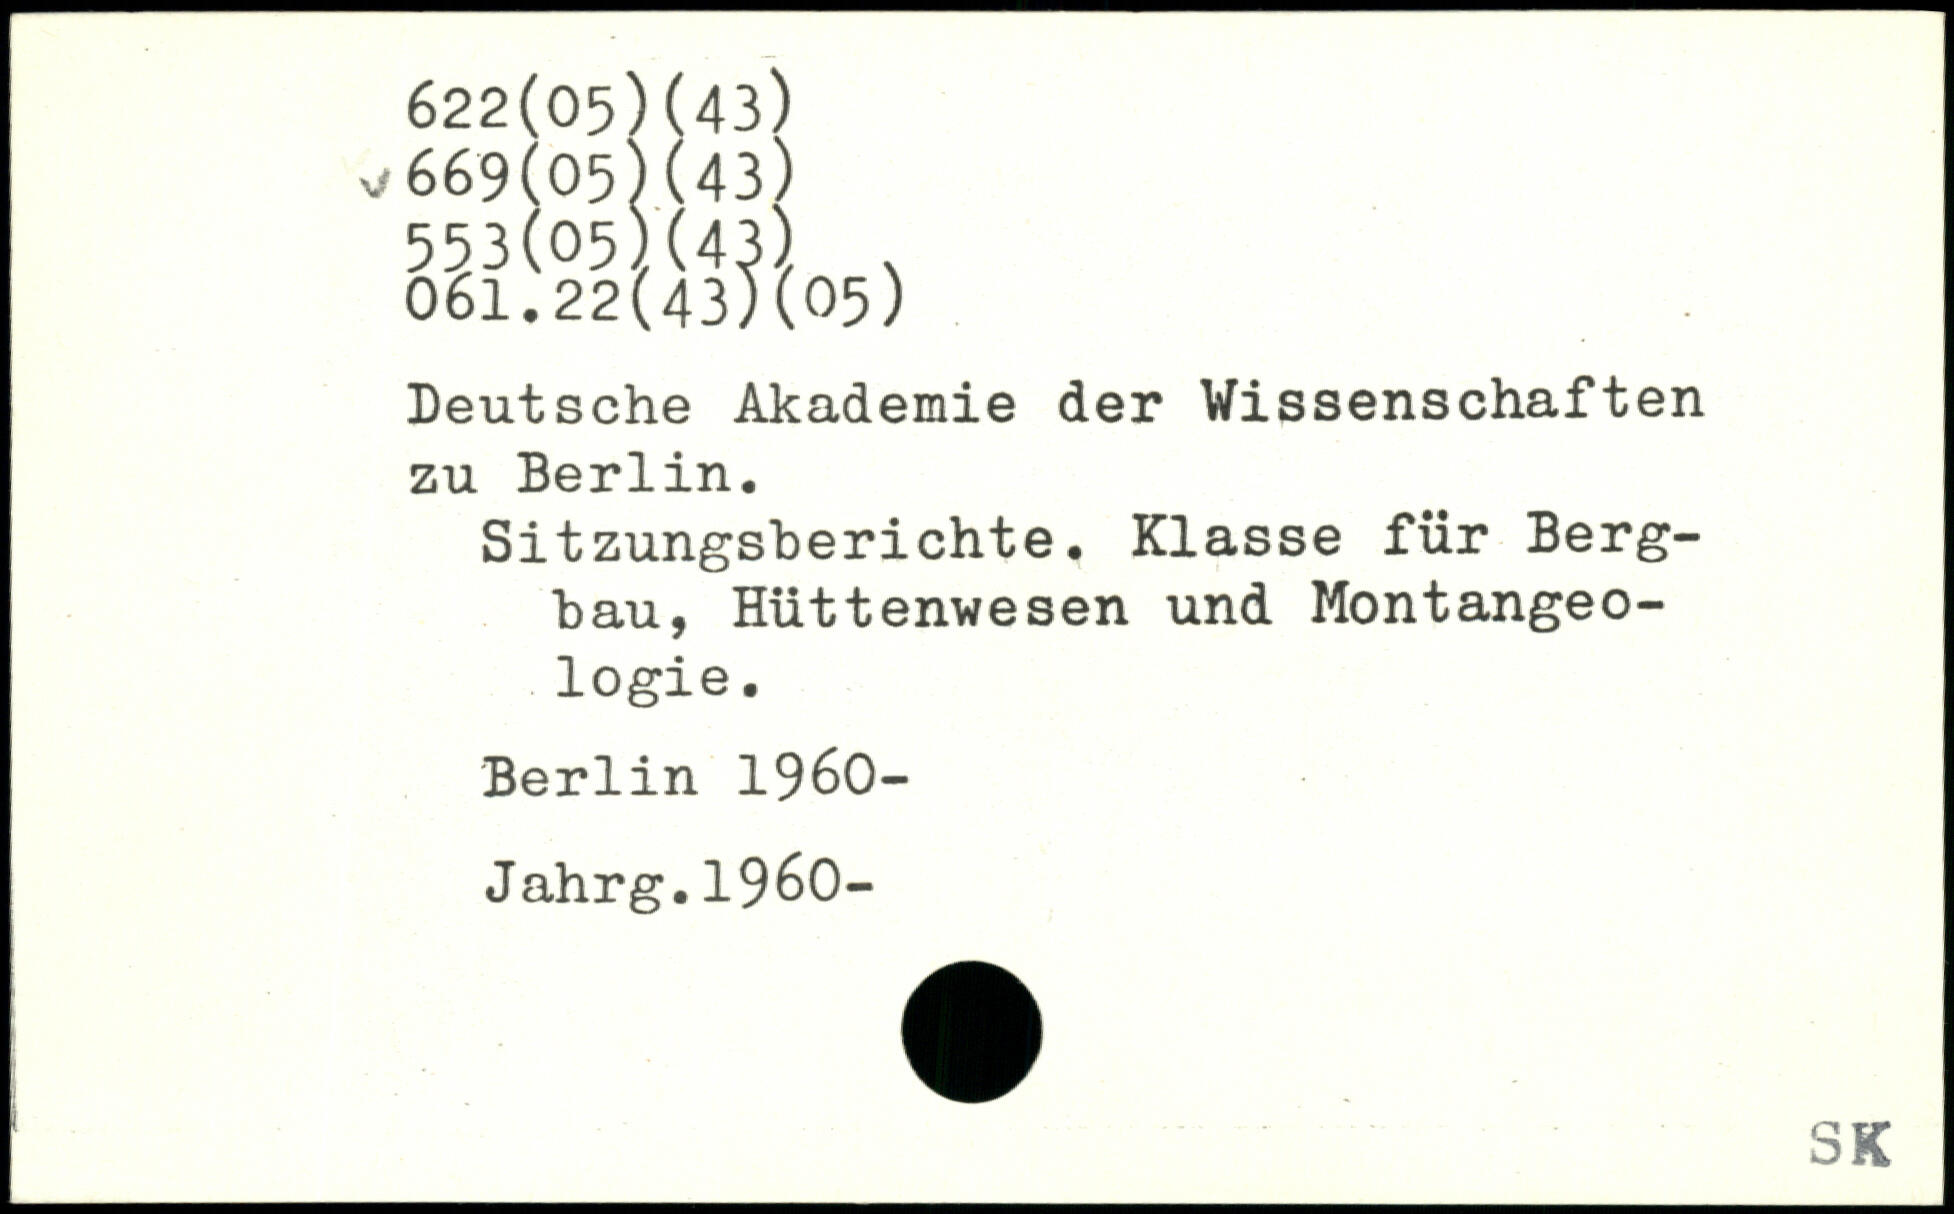 622(05)(43)
669(05)(43)
553(05)(43)
061.22(43)(05)
Deutsche Akademie der Wissenschaften
zu Berlin.
Sitzungsberichte. Klasse für Berg-
bau, Hüttenwesen und Montangeo-
logie.
Berlin 1960-
Jahrg.1960-
SK